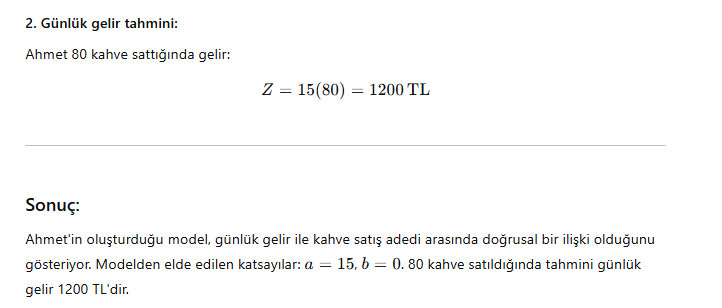 2. Günlük gelir tahmini:
Ahmet 80 kahve sattığında gelir:
Z = 15(80) = 1200 TL
Sonuç:
Ahmet'in oluşturduğu model, günlük gelir ile kahve satış adedi arasında doğrusal bir ilişki olduğunu
gösteriyor. Modelden elde edilen katsayılar: a = 15, b = 0. 80 kahve satıldığında tahmini günlük
gelir 1200 TL'dir.